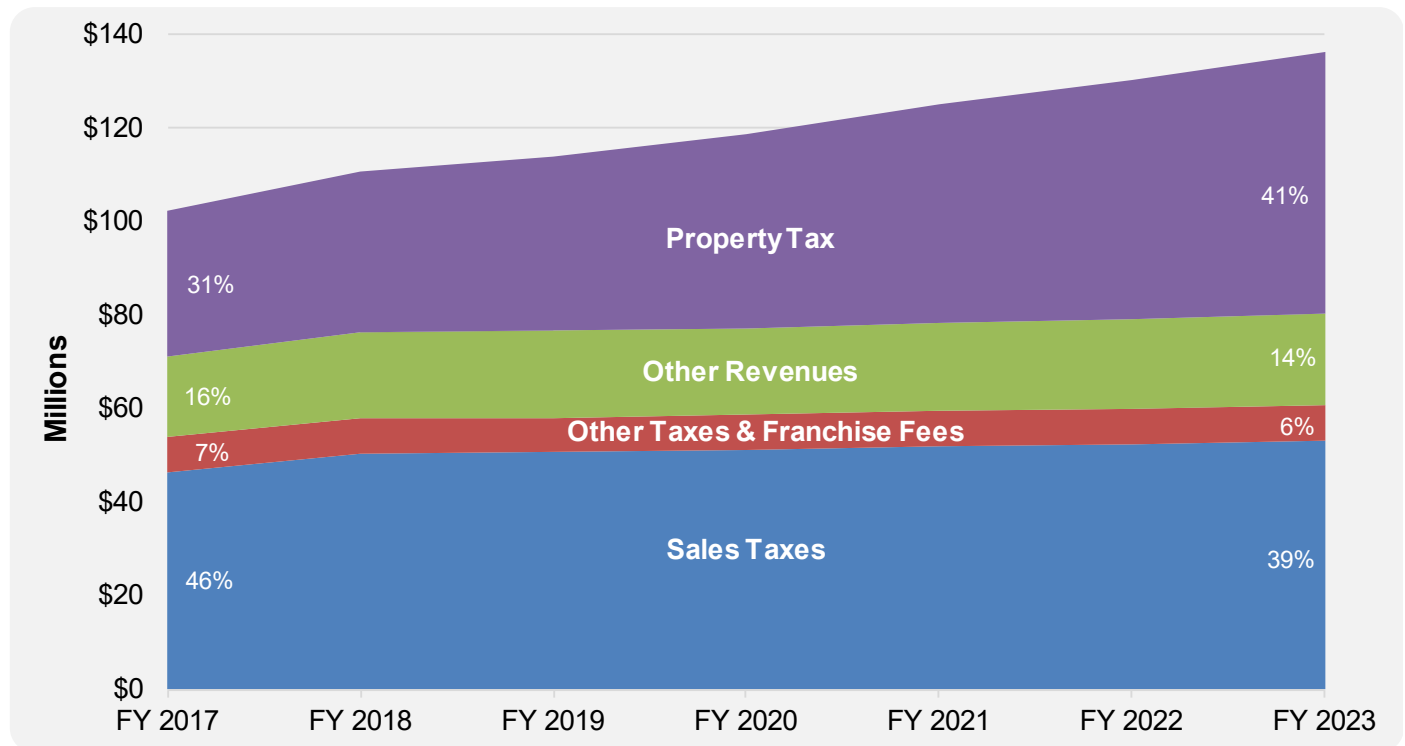 $140
$120
$100
$80
$60
$40
$20
$0
Millions
Property Tax
Other Revenues
Other Taxes & Franchise Fees
Sales Taxes
31%
16%
7%
46%
41%
14%
6%
39%
FY 2017 FY 2018 FY 2019 FY 2020 FY 2021 FY 2022 FY 2023